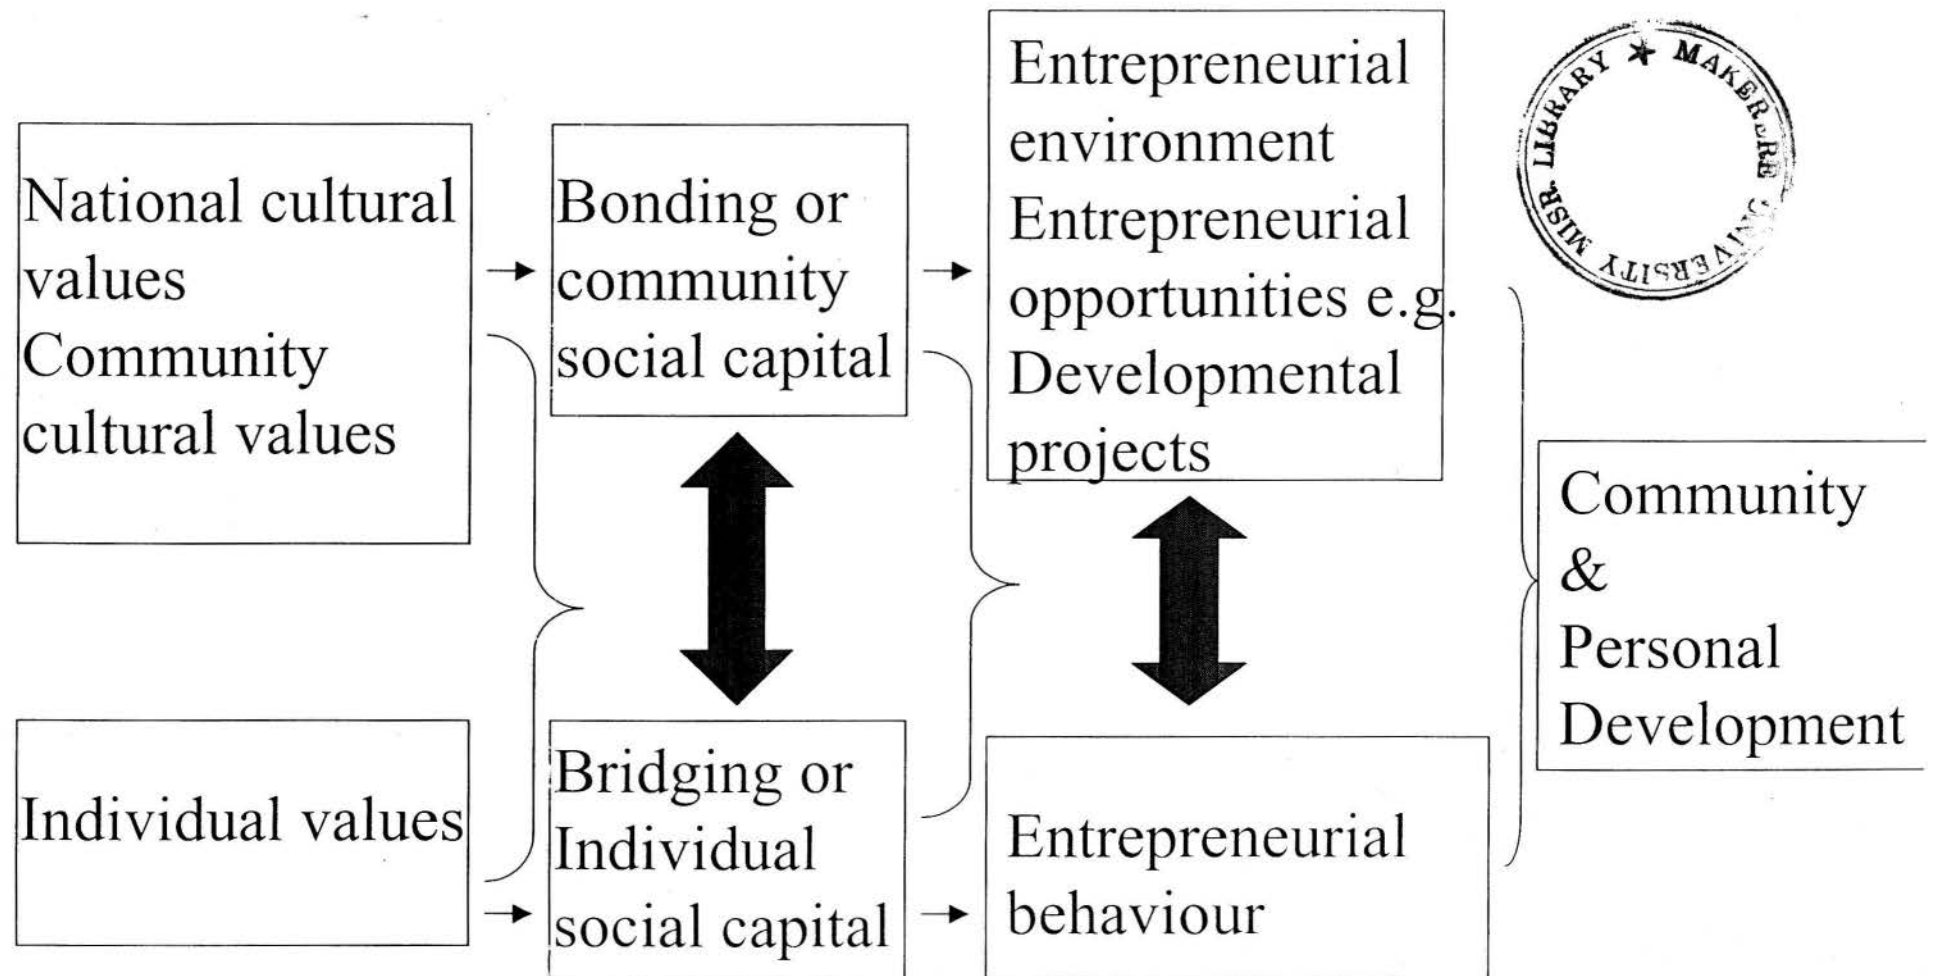 National cultural
values
Community
cultural values
Bonding or
community
social capital
Entrepreneurial
environment
Entrepreneurial
opportunities e.g.
Developmental
projects
MAKERERE UNIVERSITY MISR. LIBRARY
Community
&
Personal
Development
Individual values
Bridging or
Individual
social capital
Entrepreneurial
behaviour